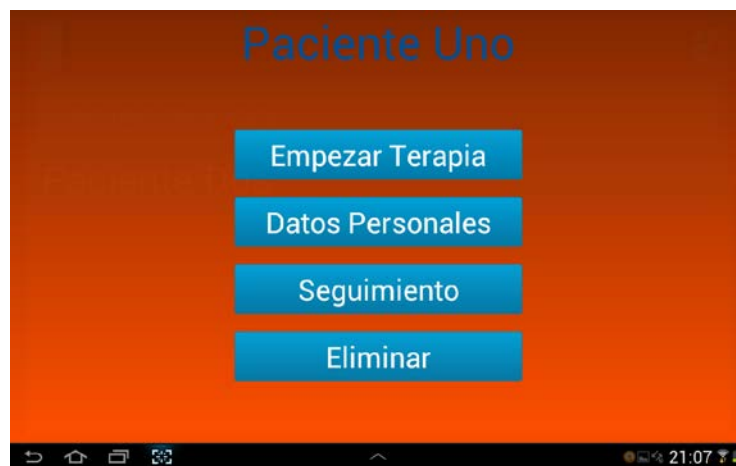 Paciente Uno
Empezar Terapia
Datos Personales
Seguimiento
Eliminar
21:07